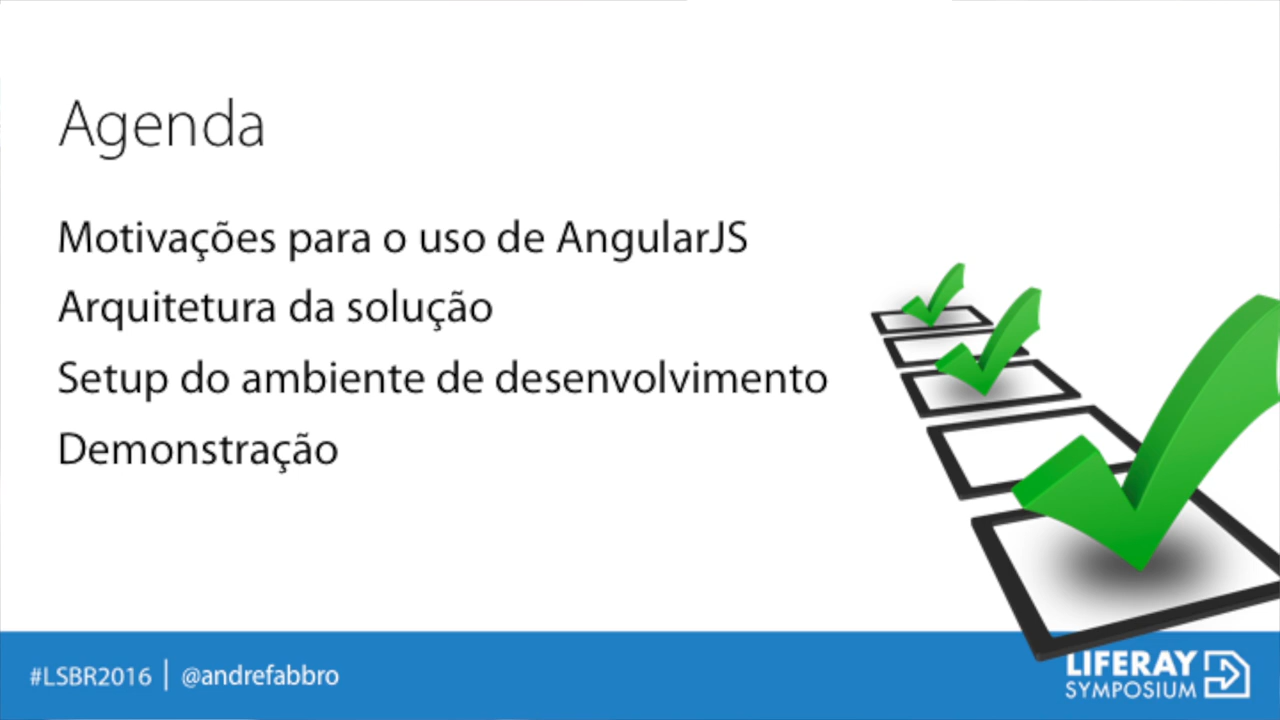 Agenda
Motivações para o uso de AngularJS
Arquitetura da solução
Setup do ambiente de desenvolvimento
Demonstração
#LSBR2016 | @andrefabbro
LIFERAY
SYMPOSIUM